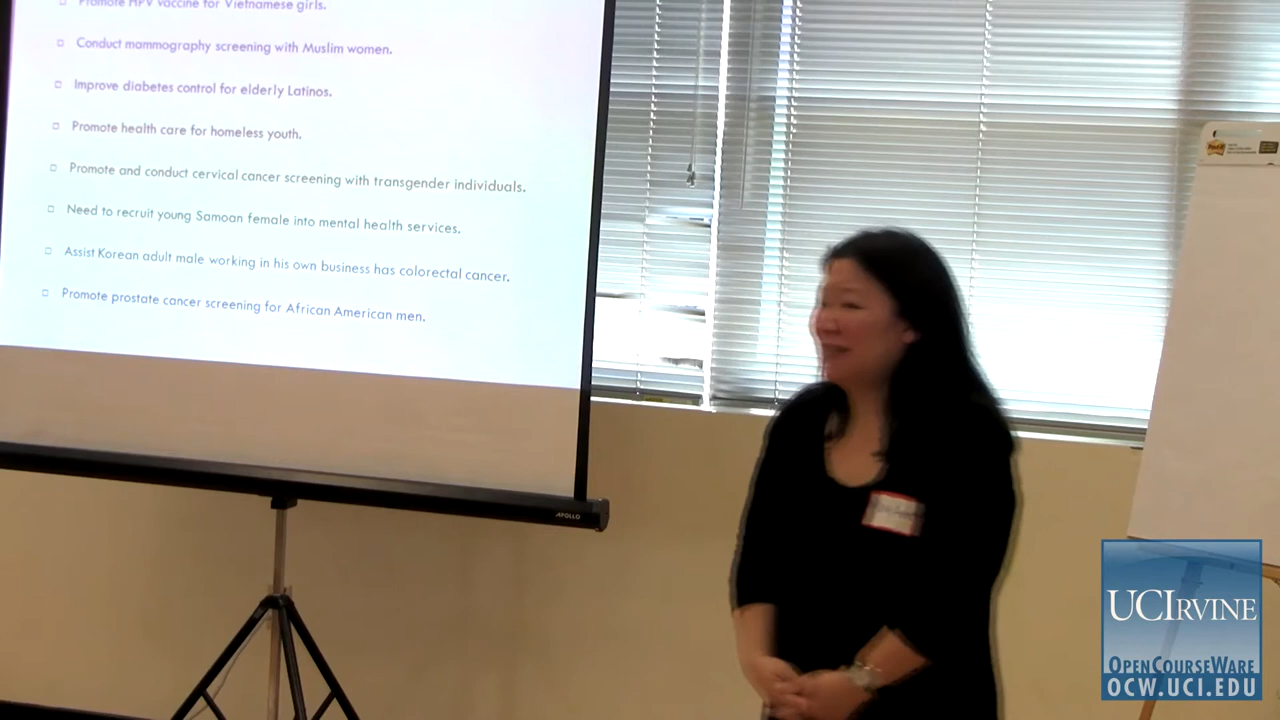 Promote HPV vaccine for Vietnamese girls.
Conduct mammography screening with Muslim women.
Improve diabetes control for elderly Latinos.
Promote health care for homeless youth.
Promote and conduct cervical cancer screening with transgender individuals.
Need to recruit young Samoan female into mental health services.
Assist Korean adult male working in his own business has colorectal cancer.
Promote prostate cancer screening for African American men.
APOLLO
Post-it
UCIRVINE
OPENCOURSEWARE
OCW.UCI.EDU